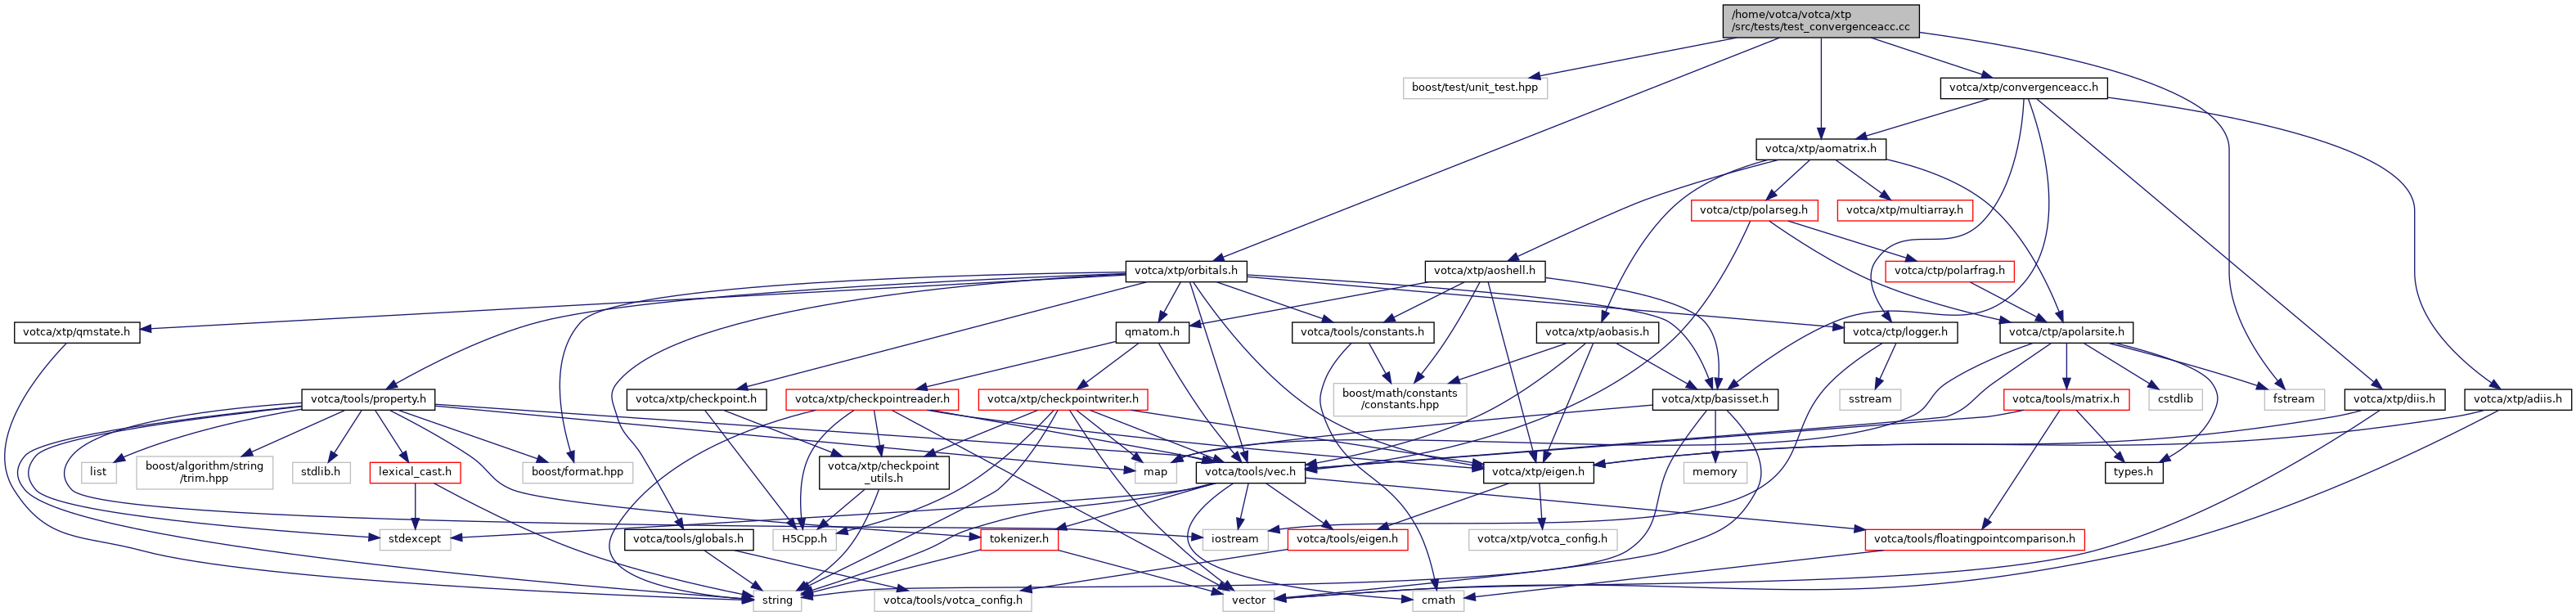 /home/votca/votca/xtp
/src/tests/test_convergenceacc.cc
boost/test/unit_test.hpp
votca/xtp/convergenceacc.h
votca/xtp/aomatrix.h
votca/ctp/polarseg.h
votca/xtp/multiarray.h
votca/xtp/orbitals.h
votca/xtp/aoshell.h
votca/ctp/polarfrag.h
votca/xtp/qmstate.h
qmatom.h
votca/tools/constants.h
votca/xtp/aobasis.h
votca/ctp/logger.h
votca/ctp/apolarsite.h
votca/tools/property.h
votca/xtp/checkpoint.h
votca/xtp/checkpointreader.h
votca/xtp/checkpointwriter.h
boost/math/constants
/constants.hpp
votca/xtp/basisset.h
sstream
votca/tools/matrix.h
cstdlib
fstream
votca/xtp/diis.h
votca/xtp/adiis.h
list
boost/algorithm/string
/trim.hpp
stdlib.h
lexical_cast.h
boost/format.hpp
votca/xtp/checkpoint
_utils.h
map
votca/tools/vec.h
votca/xtp/eigen.h
memory
types.h
stdexcept
votca/tools/globals.h
H5Cpp.h
tokenizer.h
iostream
votca/tools/eigen.h
votca/xtp/votca_config.h
votca/tools/floatingpointcomparison.h
string
votca/tools/votca_config.h
vector
cmath